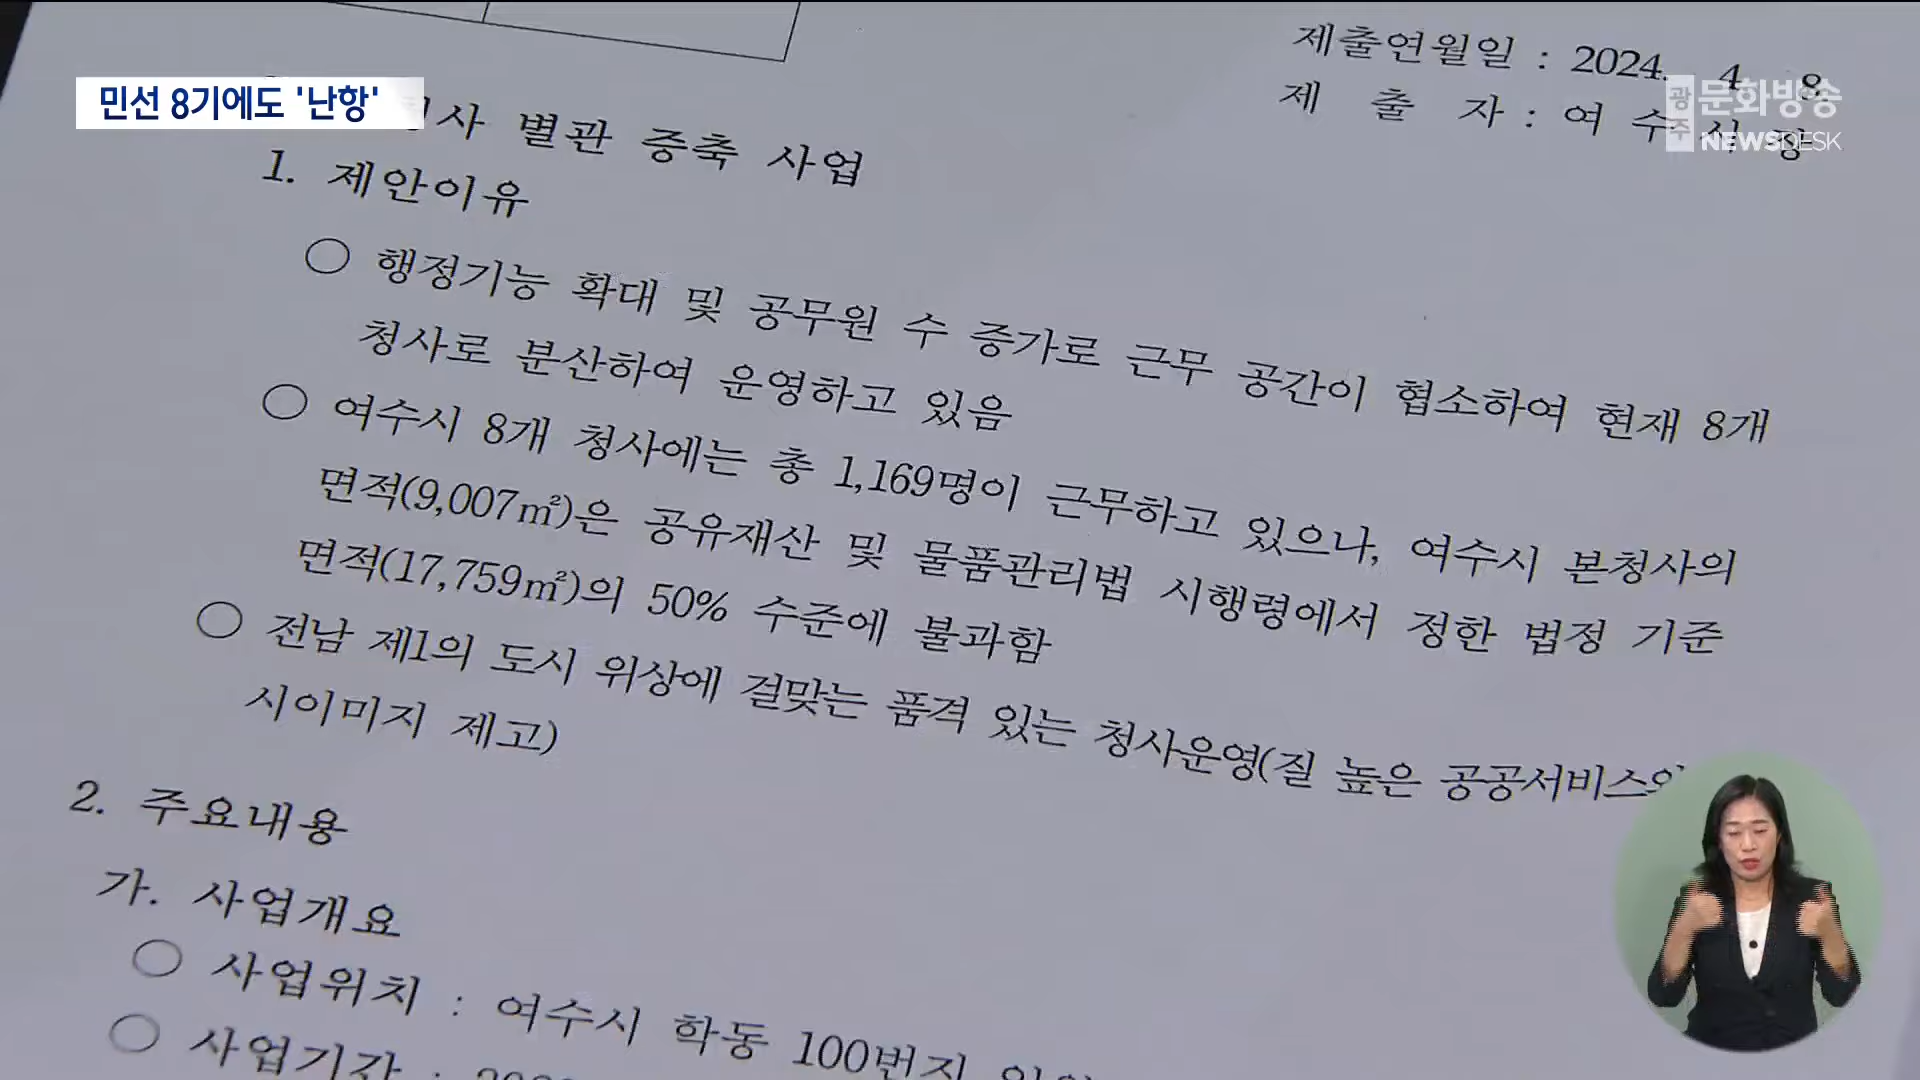 제출연월일 : 2024. 4. 8.
제 출 자 : 여 수 시 장
민선 8기에도 '난항'
광주 문화방송
NEWSDESK
청사 별관 증축 사업
1. 제안이유
○ 행정기능 확대 및 공무원 수 증가로 근무 공간이 협소하여 현재 8개
청사로 분산하여 운영하고 있음
○ 여수시 8개 청사에는 총 1,169명이 근무하고 있으나, 여수시 본청사의
면적(9,007㎡)은 공유재산 및 물품관리법 시행령에서 정한 법정 기준
면적(17,759㎡)의 50% 수준에 불과함
○ 전남 제1의 도시 위상에 걸맞는 품격 있는 청사운영(질 높은 공공서비스와
시이미지 제고)
2. 주요내용
가. 사업개요
○ 사업위치 : 여수시 학동 100번지
○ 사업기간 :